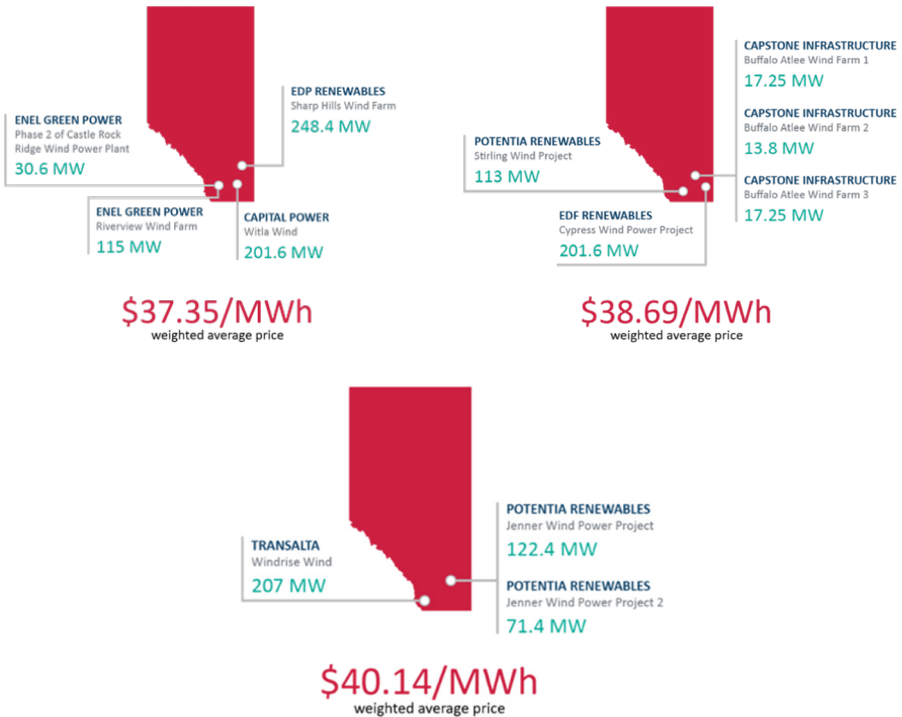 ENEL GREEN POWER
Phase 2 of Castle Rock
Ridge Wind Power Plant
30.6 MW
EDP RENEWABLES
Sharp Hills Wind Farm
248.4 MW
ENEL GREEN POWER
Riverview Wind Farm
115 MW
CAPITAL POWER
Witla Wind
201.6 MW
$37.35/MWh
weighted average price
CAPSTONE INFRASTRUCTURE
Buffalo Atlee Wind Farm 1
17.25 MW
CAPSTONE INFRASTRUCTURE
Buffalo Atlee Wind Farm 2
13.8 MW
CAPSTONE INFRASTRUCTURE
Buffalo Atlee Wind Farm 3
17.25 MW
POTENTIA RENEWABLES
Stirling Wind Project
113 MW
EDF RENEWABLES
Cypress Wind Power Project
201.6 MW
$38.69/MWh
weighted average price
TRANSALTA
Windrise Wind
207 MW
POTENTIA RENEWABLES
Jenner Wind Power Project
122.4 MW
POTENTIA RENEWABLES
Jenner Wind Power Project 2
71.4 MW
$40.14/MWh
weighted average price